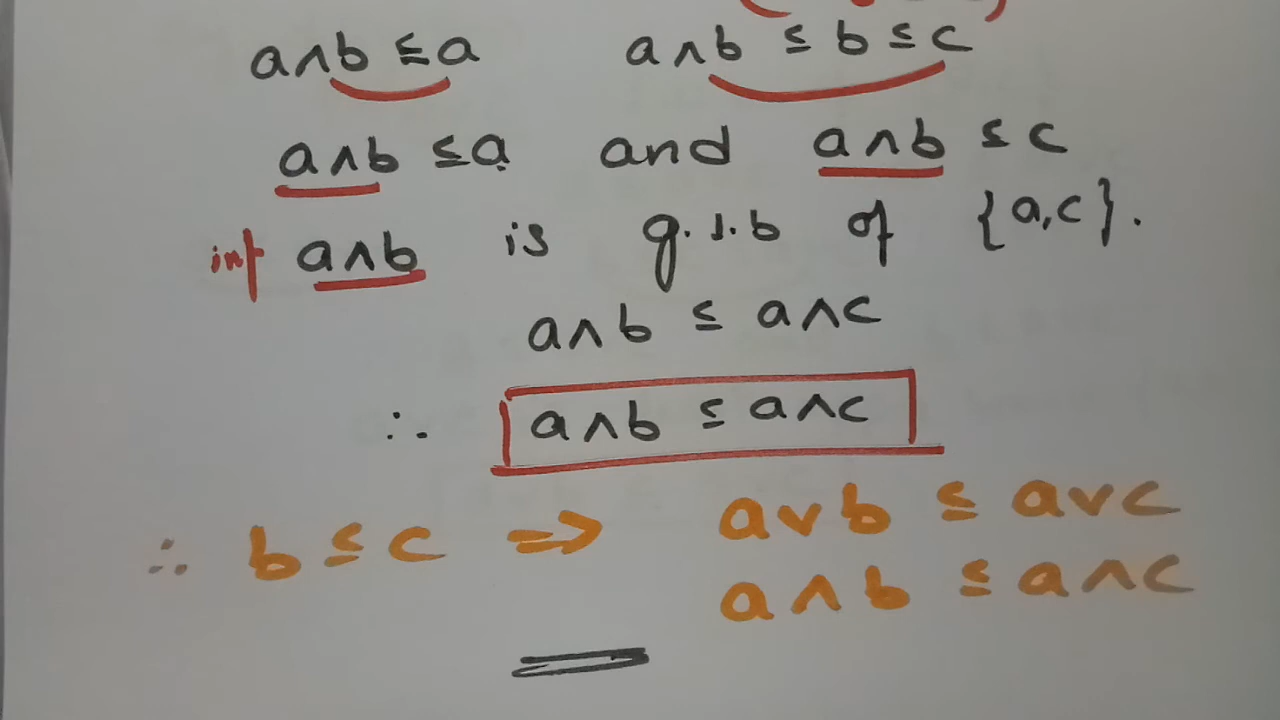 a∧b ≤ a a∧b ≤ b ≤ c
a∧b ≤ a and a∧b ≤ c
inf a∧b is g.l.b of {a,c}.
a∧b ≤ a∧c
∴ a∧b ≤ a∧c
∴ b ≤ c ⇒ a∨b ≤ a∨c
a∧b ≤ a∧c